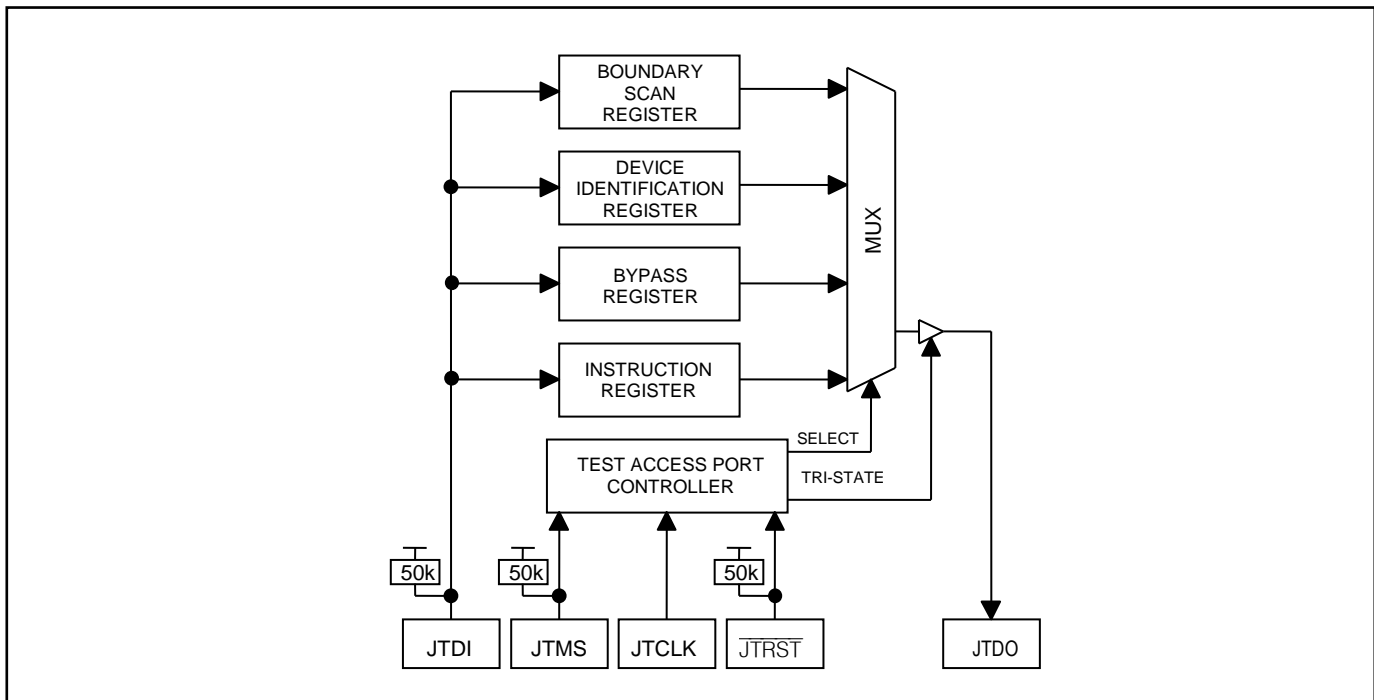 BOUNDARY
SCAN
REGISTER
DEVICE
IDENTIFICATION
REGISTER
BYPASS
REGISTER
INSTRUCTION
REGISTER
MUX
TEST ACCESS PORT
CONTROLLER
SELECT
TRI-STATE
50k
50k
50k
JTDI
JTMS
JTCLK
J̅T̅R̅S̅T̅
JTDO